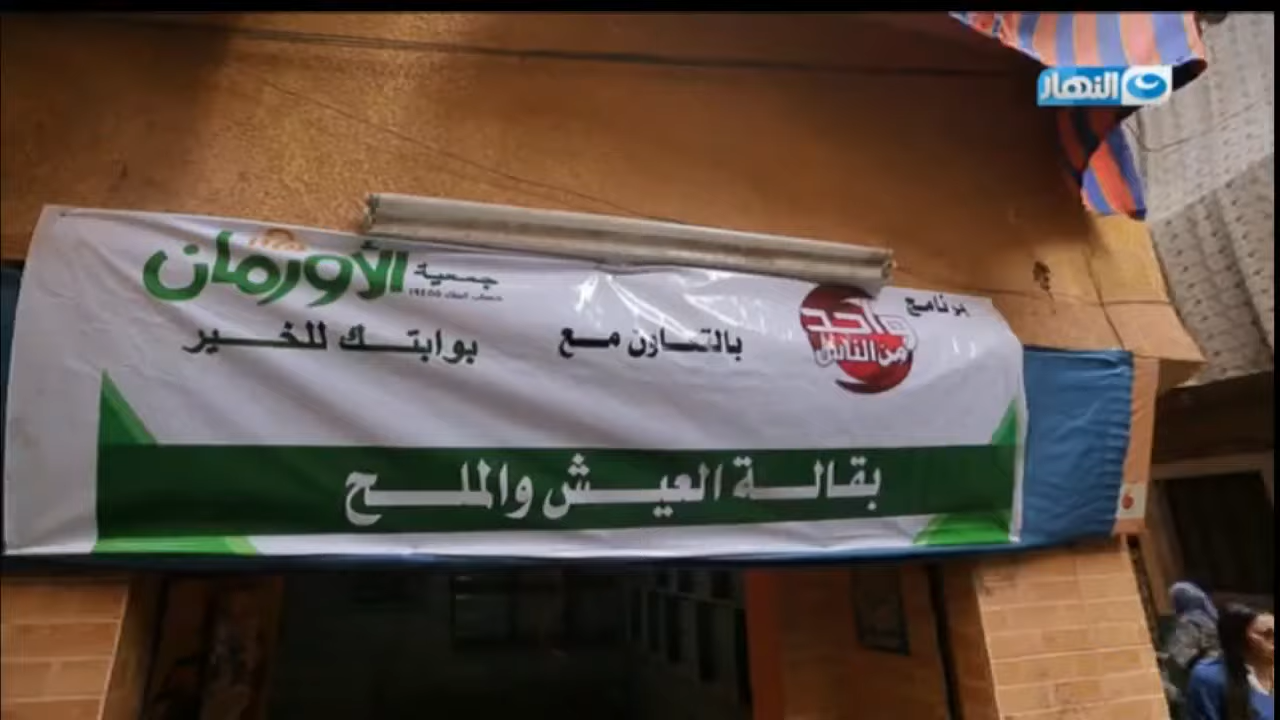 النهار
برنامج واحد من الناس
بالتعاون مع
جمعية الأورمان
بوابتك للخير
بقالة العيش والملح